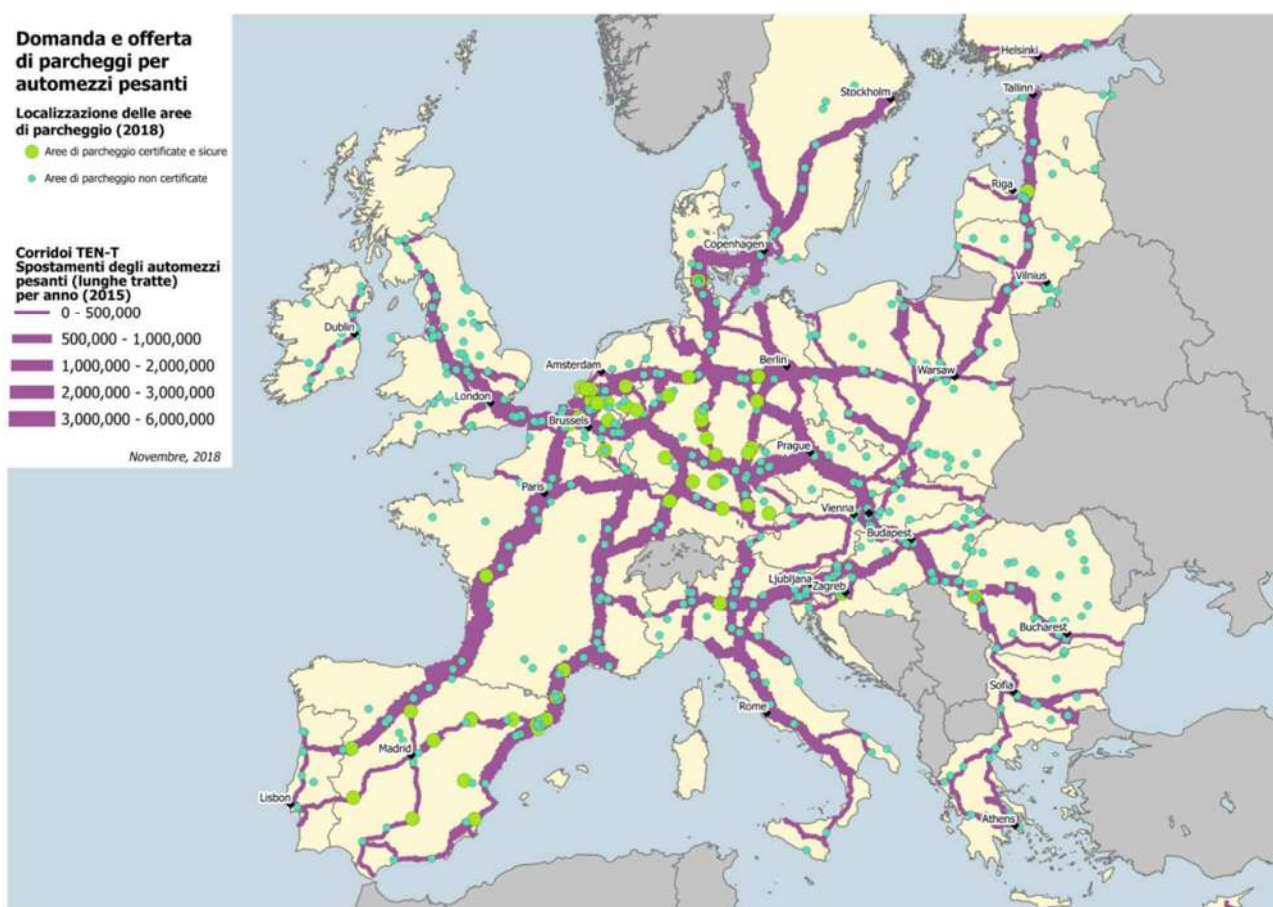 Domanda e offerta
di parcheggi per
automezzi pesanti
Localizzazione delle aree
di parcheggio (2018)
Aree di parcheggio certificate e sicure
Aree di parcheggio non certificate
Corridoi TEN-T
Spostamenti degli automezzi
pesanti (lunghe tratte)
per anno (2015)
0 - 500,000
500,000 - 1,000,000
1,000,000 - 2,000,000
2,000,000 - 3,000,000
3,000,000 - 6,000,000
Novembre, 2018
Helsinki
Stockholm
Tallinn
Riga
Copenhagen
Vilnius
Dublin
Amsterdam
Berlin
Warsaw
London
Brussels
Prague
Paris
Vienna
Budapest
Ljubljana
Zagreb
Bucharest
Sofia
Rome
Madrid
Lisbon
Athens